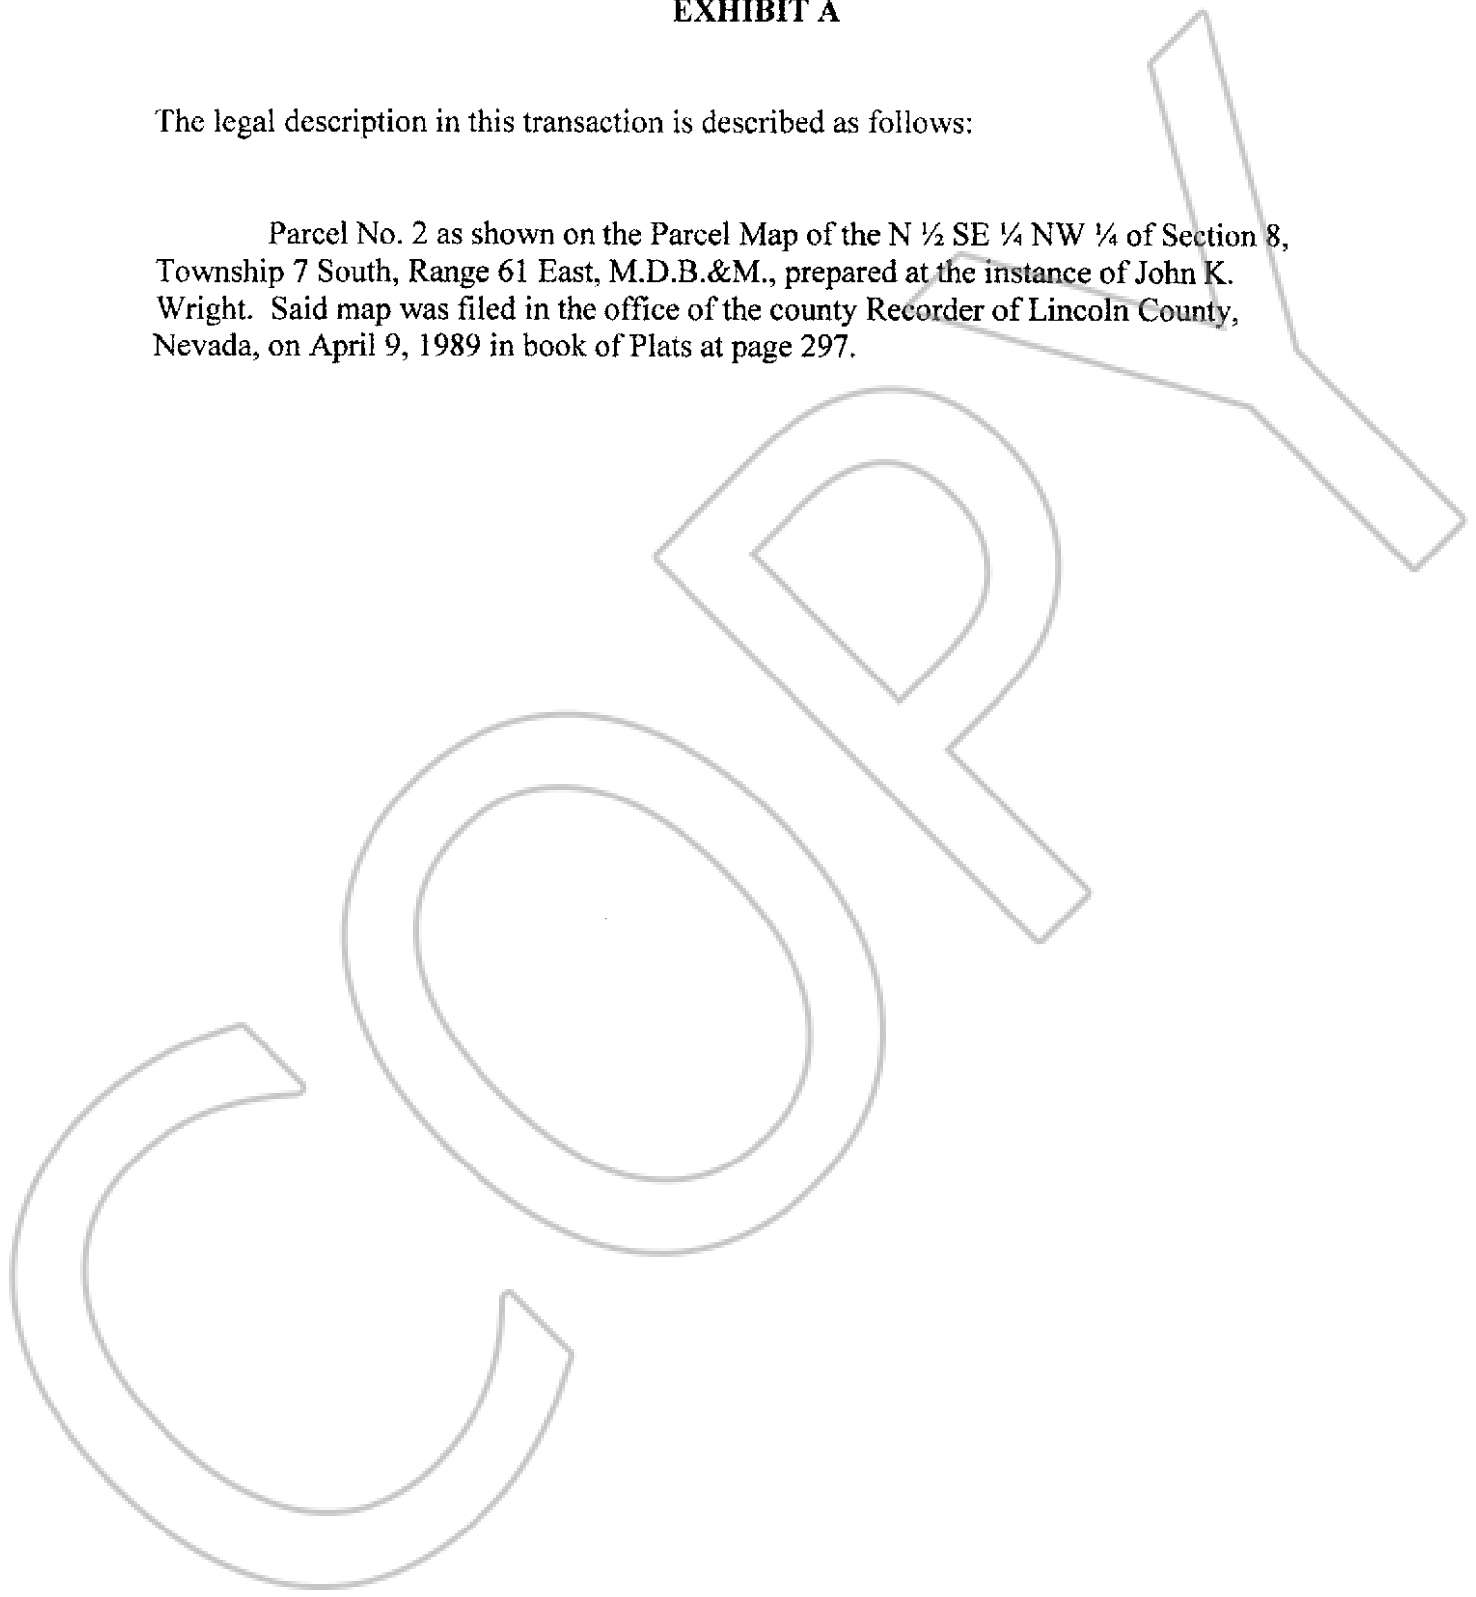 EXHIBIT A
The legal description in this transaction is described as follows:
Parcel No. 2 as shown on the Parcel Map of the N ½ SE ¼ NW ¼ of Section 8,
Township 7 South, Range 61 East, M.D.B.&M., prepared at the instance of John K.
Wright. Said map was filed in the office of the county Recorder of Lincoln County,
Nevada, on April 9, 1989 in book of Plats at page 297.
COPY